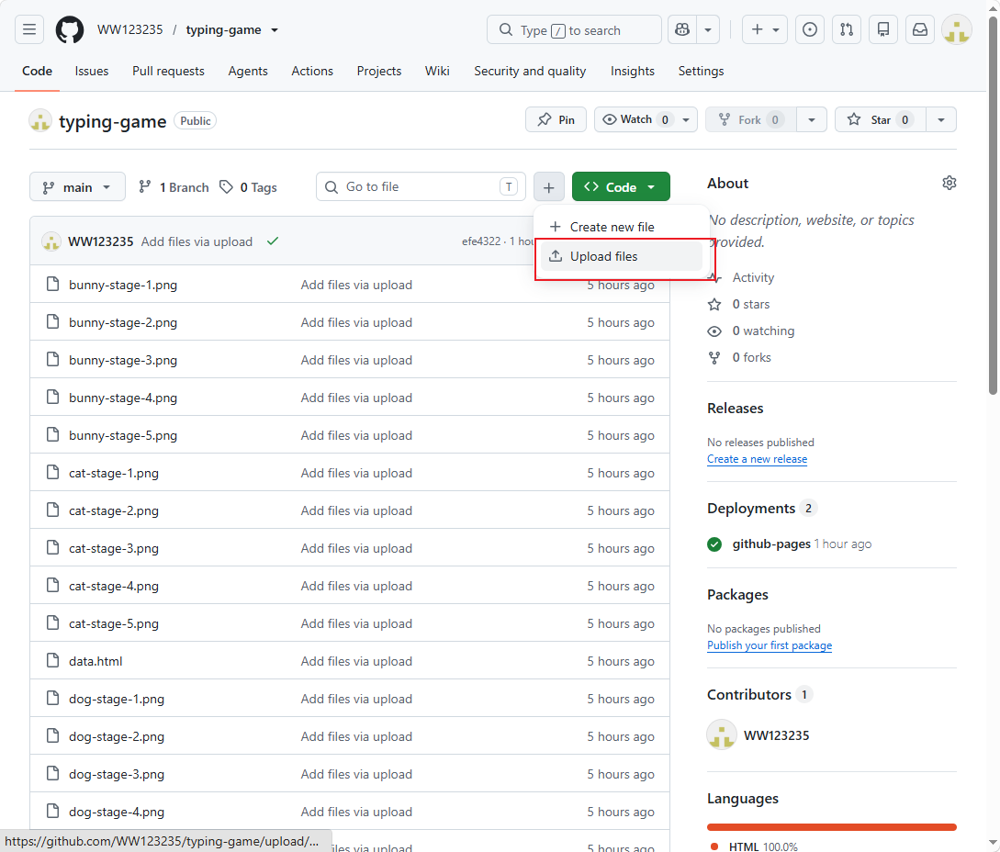 WW123235 / typing-game
Type / to search
Code Issues Pull requests Agents Actions Projects Wiki Security and quality Insights Settings
typing-game Public
Pin Watch 0 Fork 0 Star 0
main 1 Branch 0 Tags Go to file T Code
Create new file
Upload files
WW123235 Add files via upload efe4322 · 1 hou
bunny-stage-1.png Add files via upload 5 hours ago
bunny-stage-2.png Add files via upload 5 hours ago
bunny-stage-3.png Add files via upload 5 hours ago
bunny-stage-4.png Add files via upload 5 hours ago
bunny-stage-5.png Add files via upload 5 hours ago
cat-stage-1.png Add files via upload 5 hours ago
cat-stage-2.png Add files via upload 5 hours ago
cat-stage-3.png Add files via upload 5 hours ago
cat-stage-4.png Add files via upload 5 hours ago
cat-stage-5.png Add files via upload 5 hours ago
data.html Add files via upload 5 hours ago
dog-stage-1.png Add files via upload 5 hours ago
dog-stage-2.png Add files via upload 5 hours ago
dog-stage-3.png Add files via upload 5 hours ago
dog-stage-4.png Add files via upload 5 hours ago
les via upload 5 hours ago
https://github.com/WW123235/typing-game/upload/...
About
No description, website, or topics
provided.
Activity
0 stars
0 watching
0 forks
Releases
No releases published
Create a new release
Deployments 2
github-pages 1 hour ago
Packages
No packages published
Publish your first package
Contributors 1
WW123235
Languages
HTML 100.0%